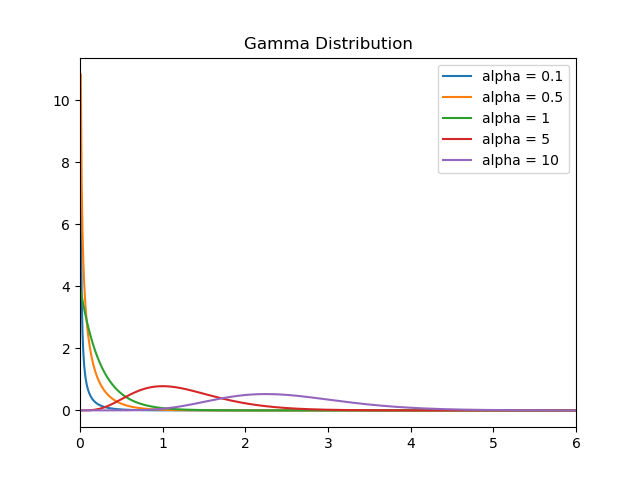 Gamma Distribution
alpha = 0.1
alpha = 0.5
alpha = 1
alpha = 5
alpha = 10
10
8
6
4
2
0
0 1 2 3 4 5 6